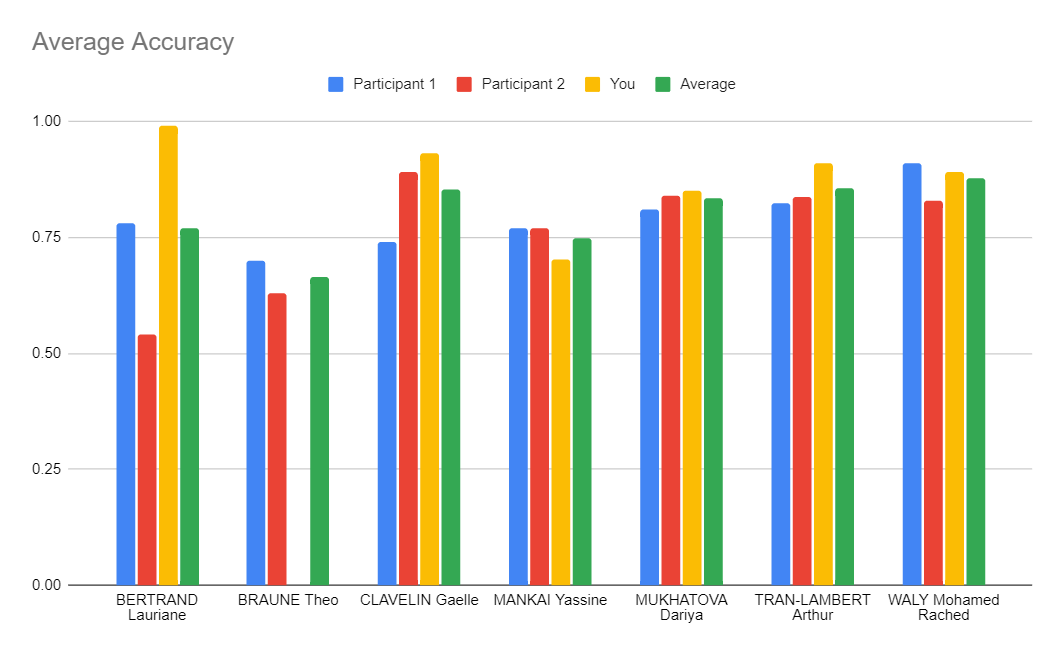 Average Accuracy
Participant 1 Participant 2 You Average
1.00
0.75
0.50
0.25
0.00
BERTRAND Lauriane
BRAUNE Theo
CLAVELIN Gaelle
MANKAI Yassine
MUKHATOVA Dariya
TRAN-LAMBERT Arthur
WALY Mohamed Rached